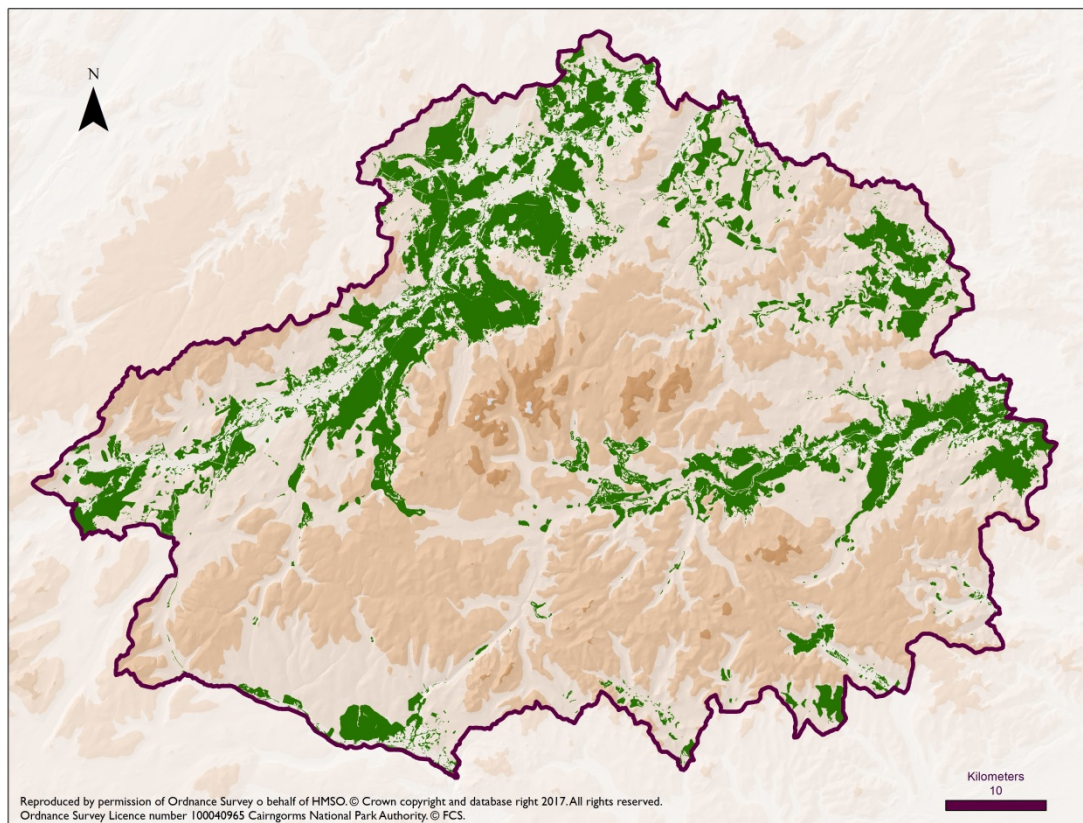 N
Kilometers
10
Reproduced by permission of Ordnance Survey o behalf of HMSO. © Crown copyright and database right 2017. All rights reserved.
Ordnance Survey Licence number 100040965 Cairngorms National Park Authority. © FCS.